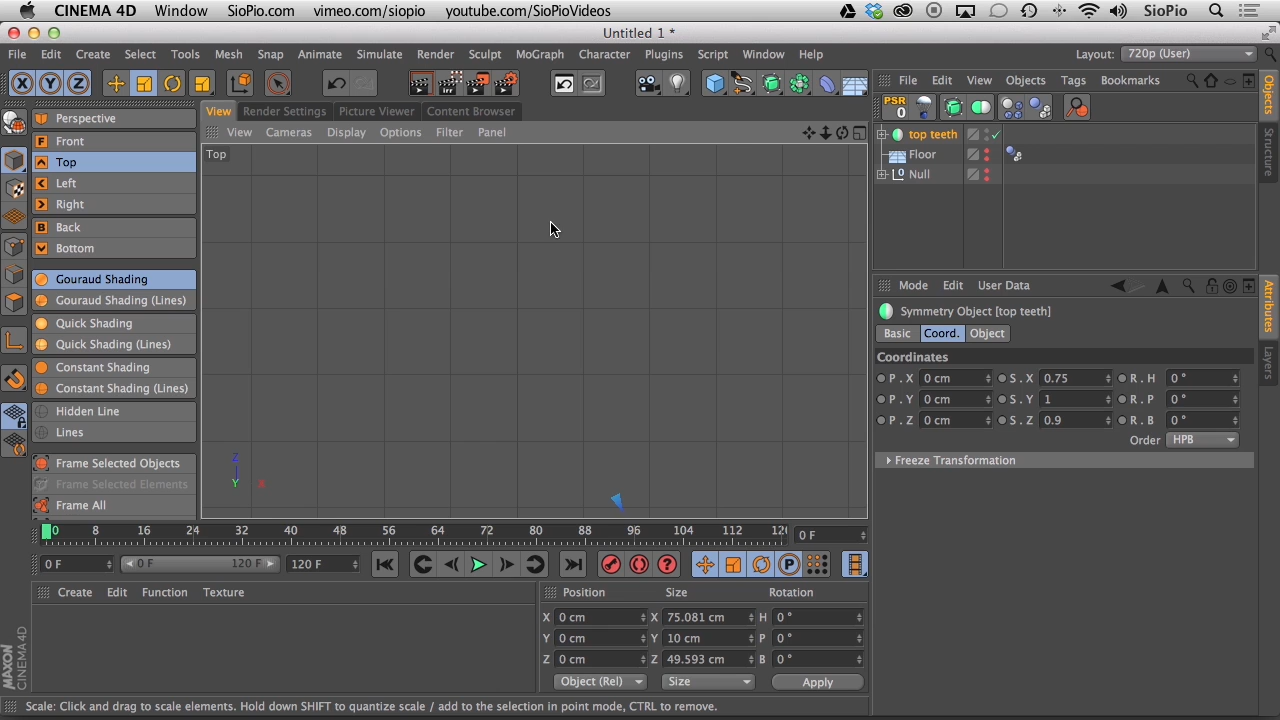 CINEMA 4D Window SioPio.com vimeo.com/siopio youtube.com/SioPioVideos SioPio
Untitled 1 *
File Edit Create Select Tools Mesh Snap Animate Simulate Render Sculpt MoGraph Character Plugins Script Window Help Layout: 720p (User)
X Y Z
View Render Settings Picture Viewer Content Browser
View Cameras Display Options Filter Panel
Top
Perspective
F Front
Top
Left
Right
B Back
Bottom
Gouraud Shading
Gouraud Shading (Lines)
Quick Shading
Quick Shading (Lines)
Constant Shading
Constant Shading (Lines)
Hidden Line
Lines
Frame Selected Objects
Frame Selected Elements
Frame All
Z
Y X
File Edit View Objects Tags Bookmarks
PSR
0
top teeth
Floor
0 Null
Objects
Structure
Mode Edit User Data
Symmetry Object [top teeth]
Basic Coord. Object
Coordinates
P . X 0 cm S . X 0.75 R . H 0 °
P . Y 0 cm S . Y 1 R . P 0 °
P . Z 0 cm S . Z 0.9 R . B 0 °
Order HPB
Freeze Transformation
Attributes
Layers
0 8 16 24 32 40 48 56 64 72 80 88 96 104 112 12 0 F
0 F 0 F 120 F 120 F ? P
Create Edit Function Texture
Position Size Rotation
X 0 cm X 75.081 cm H 0 °
Y 0 cm Y 10 cm P 0 °
Z 0 cm Z 49.593 cm B 0 °
Object (Rel) Size Apply
MAXON
CINEMA 4D
Scale: Click and drag to scale elements. Hold down SHIFT to quantize scale / add to the selection in point mode, CTRL to remove.